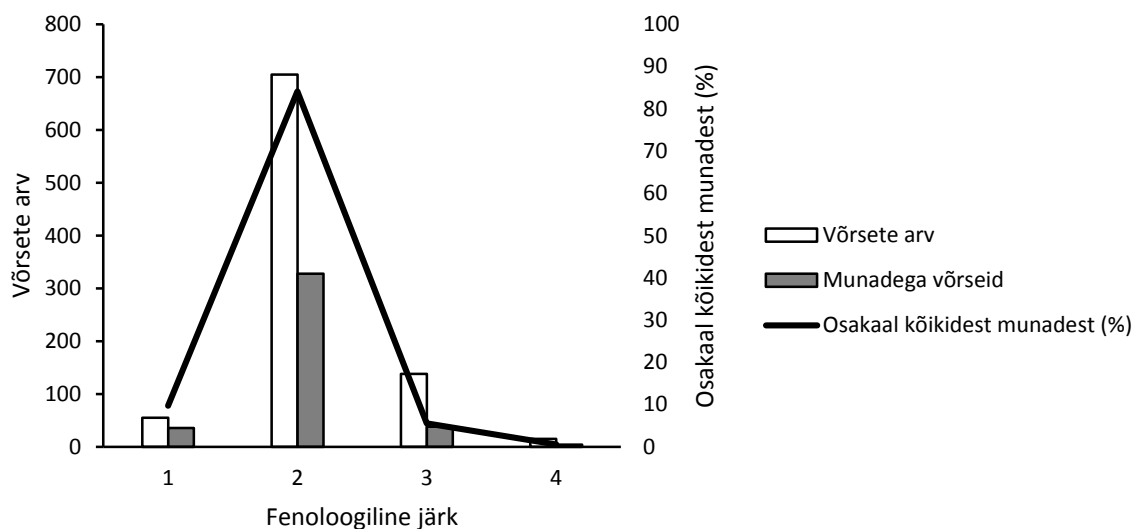 800
700
600
500
400
300
200
100
0
Võrsete arv
1 2 3 4
Fenoloogiline järk
100
90
80
70
60
50
40
30
20
10
0
Osakaal kõikidest munadest (%)
Võrsete arv
Munadega võrseid
Osakaal kõikidest munadest (%)